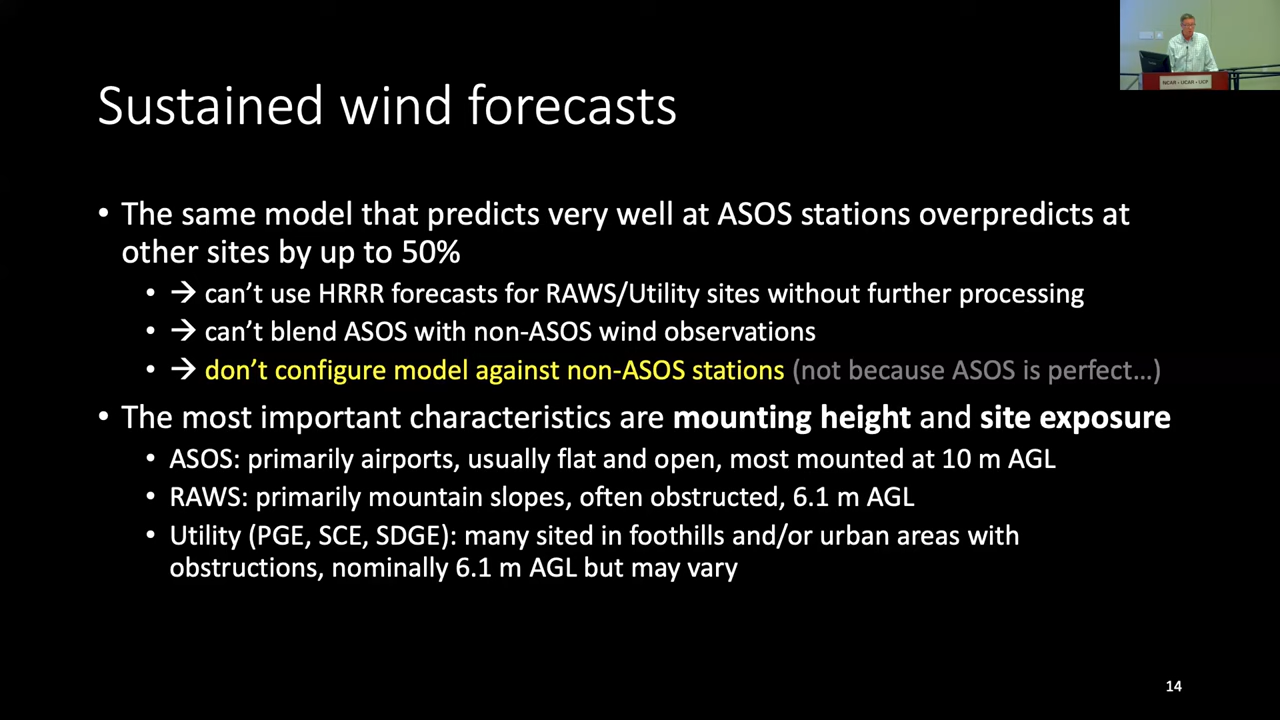 Sustained wind forecasts
• The same model that predicts very well at ASOS stations overpredicts at
other sites by up to 50%
• → can’t use HRRR forecasts for RAWS/Utility sites without further processing
• → can’t blend ASOS with non-ASOS wind observations
• → don’t configure model against non-ASOS stations (not because ASOS is perfect…)
• The most important characteristics are mounting height and site exposure
• ASOS: primarily airports, usually flat and open, most mounted at 10 m AGL
• RAWS: primarily mountain slopes, often obstructed, 6.1 m AGL
• Utility (PGE, SCE, SDGE): many sited in foothills and/or urban areas with
obstructions, nominally 6.1 m AGL but may vary
14
NCAR • UCAR • UCP